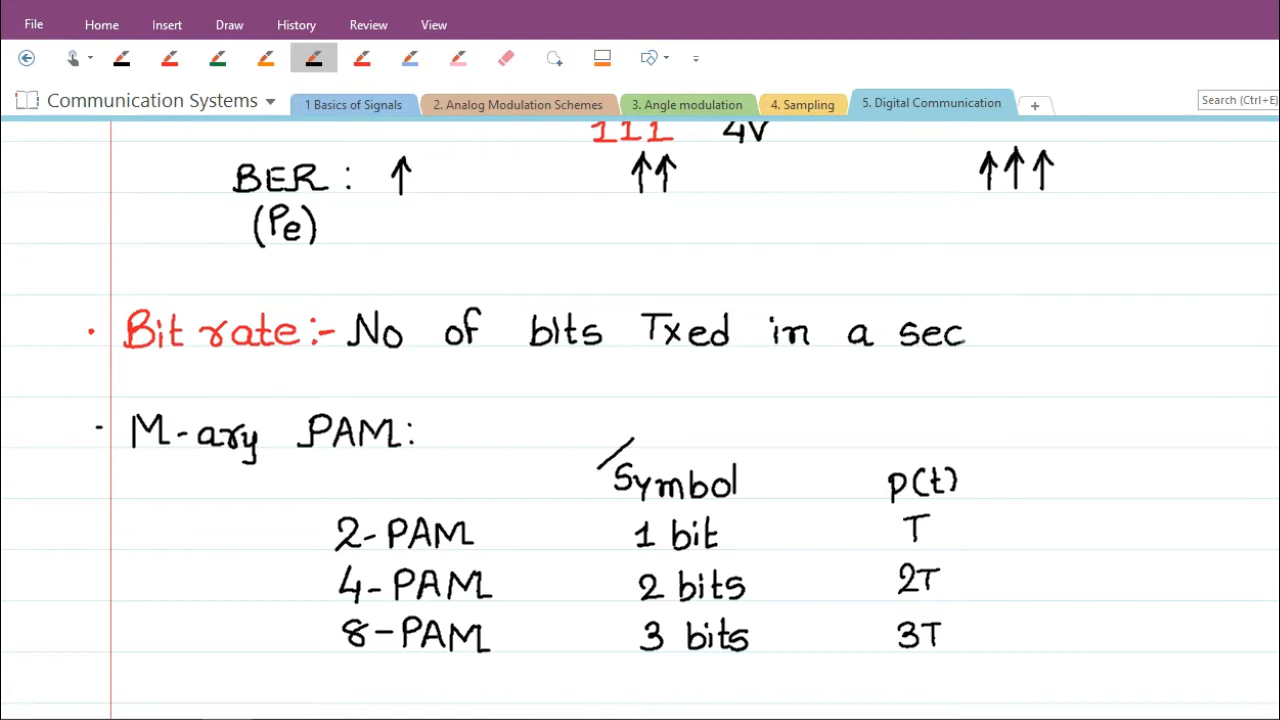 File Home Insert Draw History Review View
Communication Systems 1 Basics of Signals 2. Analog Modulation Schemes 3. Angle modulation 4. Sampling 5. Digital Communication + Search (Ctrl+E)
111 4V
BER : ↑ ↑↑ ↑↑↑
(Pe)
· Bit rate:- No of bits Txed in a sec
· M-ary PAM:
/Symbol p(t)
2-PAM 1 bit T
4-PAM 2 bits 2T
8-PAM 3 bits 3T